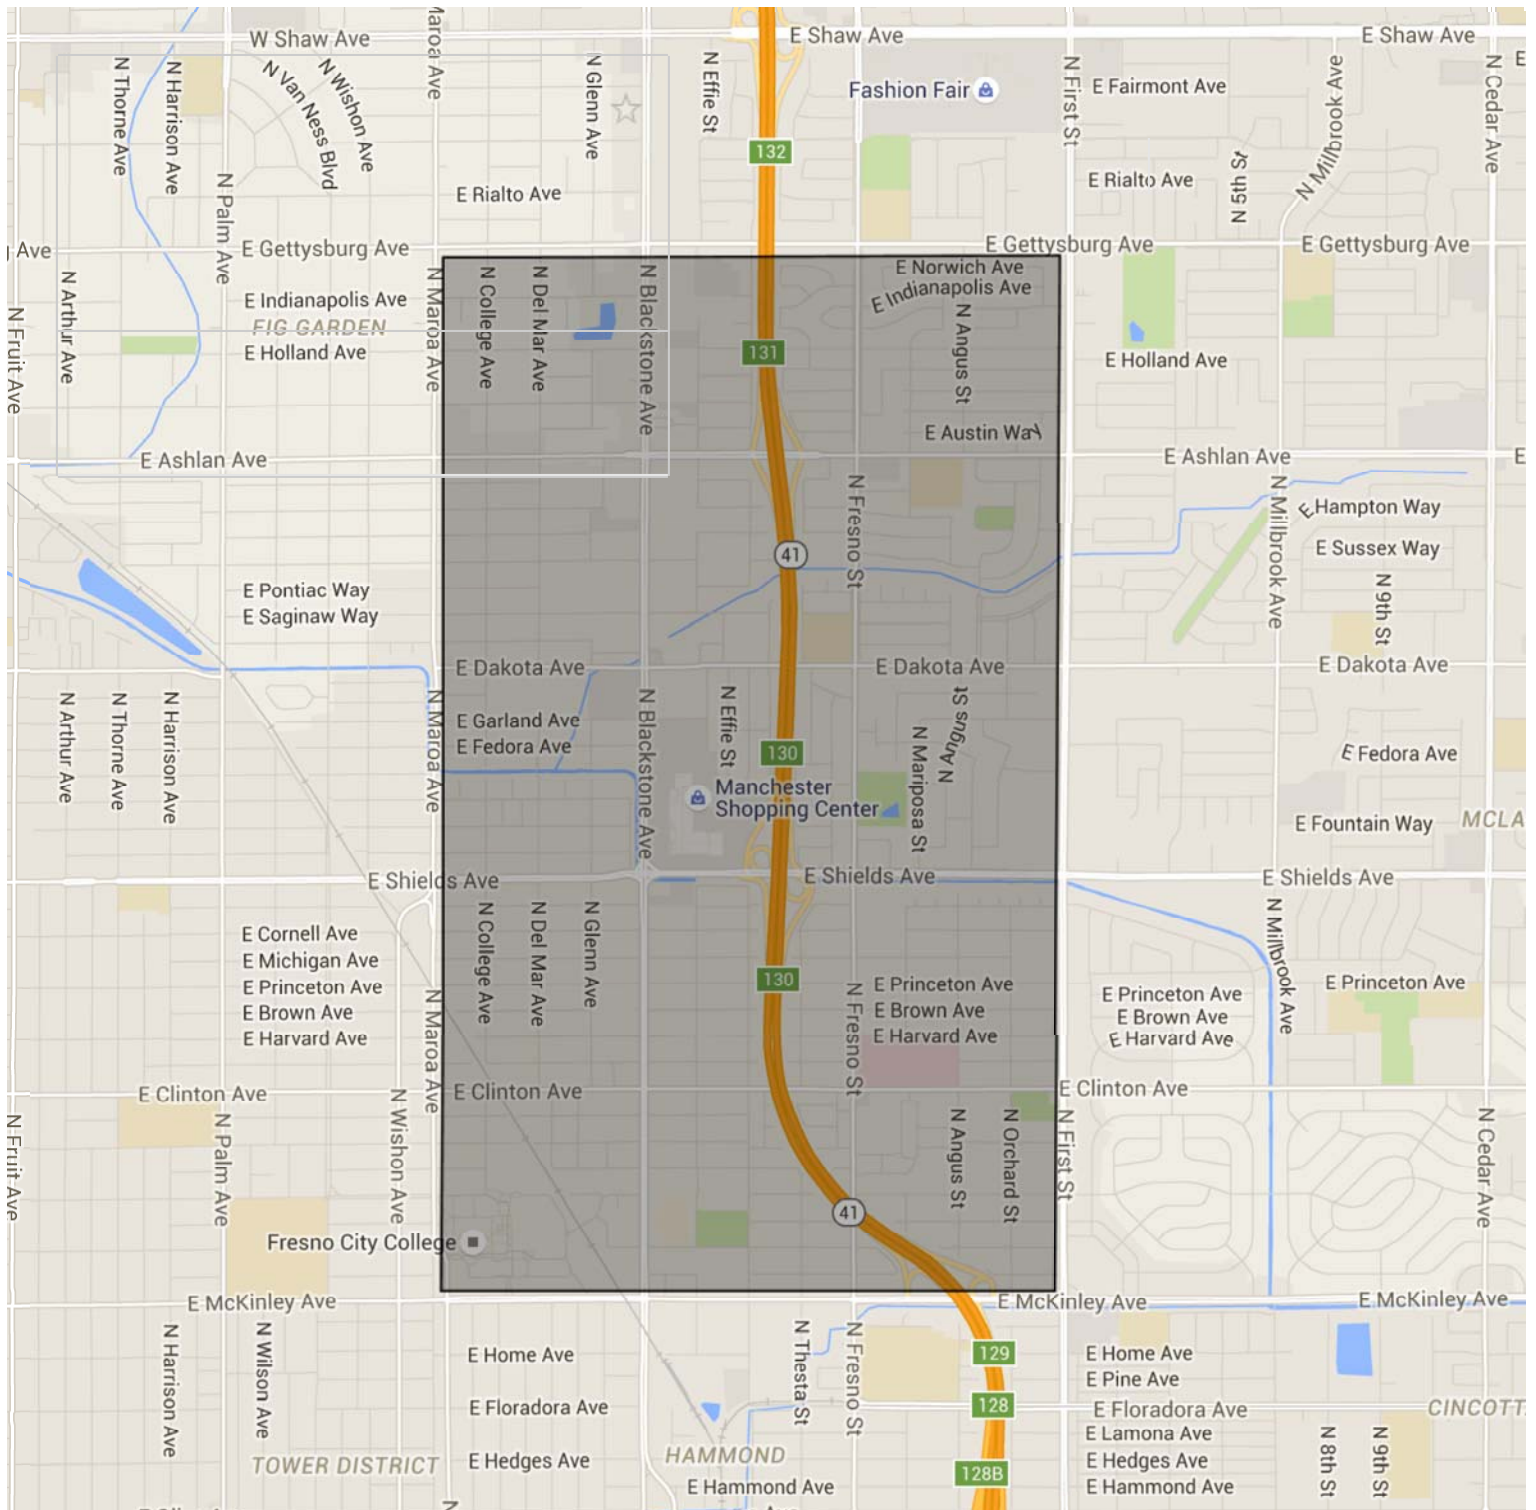 W Shaw Ave
E Shaw Ave
E Shaw Ave
Maroa Ave
N Thorne Ave
N Harrison Ave
N Van Ness Blvd
N Wishon Ave
N Glenn Ave
N Effie St
Fashion Fair
N First St
E Fairmont Ave
N Millbrook Ave
N Cedar Ave
E
132
N Palm Ave
E Rialto Ave
E Rialto Ave
N 5th St
Ave
E Gettysburg Ave
E Gettysburg Ave
E Gettysburg Ave
N Arthur Ave
N Fruit Ave
E Indianapolis Ave
FIG GARDEN
E Holland Ave
N Maroa Ave
N College Ave
N Del Mar Ave
N Blackstone Ave
131
E Norwich Ave
E Indianapolis Ave
N Angus St
E Holland Ave
E Austin Way
E Ashlan Ave
E Ashlan Ave
E
N Fresno St
N Millbrook Ave
E Hampton Way
E Sussex Way
41
N 9th St
E Pontiac Way
E Saginaw Way
E Dakota Ave
E Dakota Ave
E Dakota Ave
N Arthur Ave
N Thorne Ave
N Harrison Ave
N Maroa Ave
E Garland Ave
E Fedora Ave
N Blackstone Ave
N Effie St
130
N Mariposa St
N Angus St
E Fedora Ave
Manchester
Shopping Center
E Fountain Way
MCLA
E Shields Ave
E Shields Ave
E Shields Ave
E Cornell Ave
E Michigan Ave
E Princeton Ave
E Brown Ave
E Harvard Ave
N Maroa Ave
N College Ave
N Del Mar Ave
N Glenn Ave
130
N Fresno St
E Princeton Ave
E Brown Ave
E Harvard Ave
E Princeton Ave
E Brown Ave
E Harvard Ave
N Millbrook Ave
E Princeton Ave
E Clinton Ave
E Clinton Ave
E Clinton Ave
N Fruit Ave
N Palm Ave
N Wishon Ave
N Angus St
N Orchard St
N First St
N Cedar Ave
41
Fresno City College
E McKinley Ave
E McKinley Ave
E McKinley Ave
N Harrison Ave
N Wilson Ave
E Home Ave
E Floradora Ave
E Hedges Ave
TOWER DISTRICT
N Thesta St
N Fresno St
129
128
128B
HAMMOND
E Hammond Ave
E Home Ave
E Pine Ave
E Floradora Ave
E Lamona Ave
E Hedges Ave
E Hammond Ave
CINCOTT
N 8th St
N 9th St
N